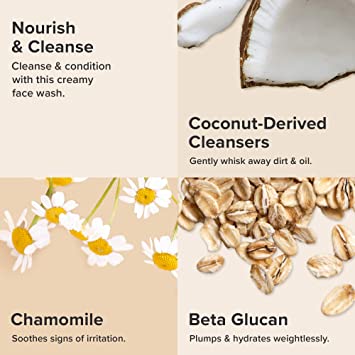 Nourish
& Cleanse
Cleanse & condition
with this creamy
face wash.
Coconut-Derived
Cleansers
Gently whisk away dirt & oil.
Chamomile
Soothes signs of irritation.
Beta Glucan
Plumps & hydrates weightlessly.